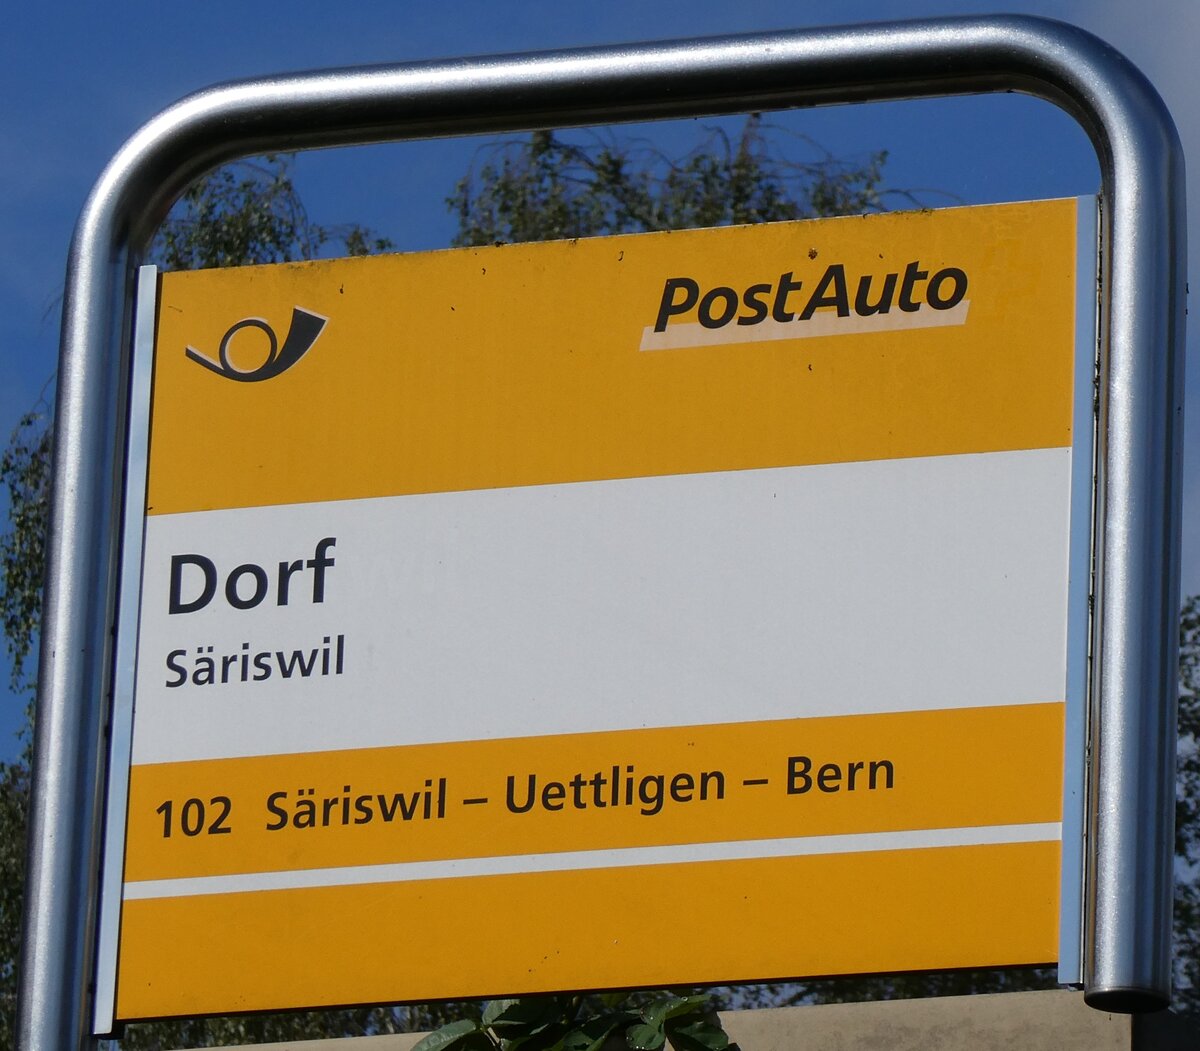 PostAuto
Dorf
Säriswil
102 Säriswil – Uettligen – Bern